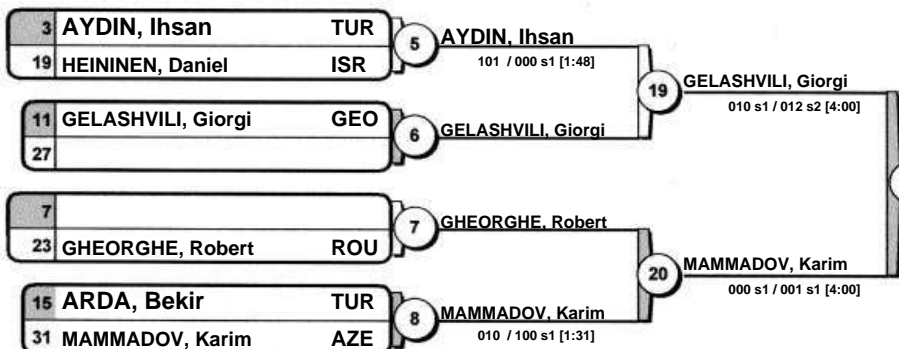 3 AYDIN, Ihsan TUR
19 HEININEN, Daniel ISR
5
AYDIN, Ihsan
101 / 000 s1 [1:48]
11 GELASHVILI, Giorgi GEO
27
6
GELASHVILI, Giorgi
19
GELASHVILI, Giorgi
010 s1 / 012 s2 [4:00]
7
23 GHEORGHE, Robert ROU
7
GHEORGHE, Robert
15 ARDA, Bekir TUR
31 MAMMADOV, Karim AZE
8
MAMMADOV, Karim
010 / 100 s1 [1:31]
20
MAMMADOV, Karim
000 s1 / 001 s1 [4:00]